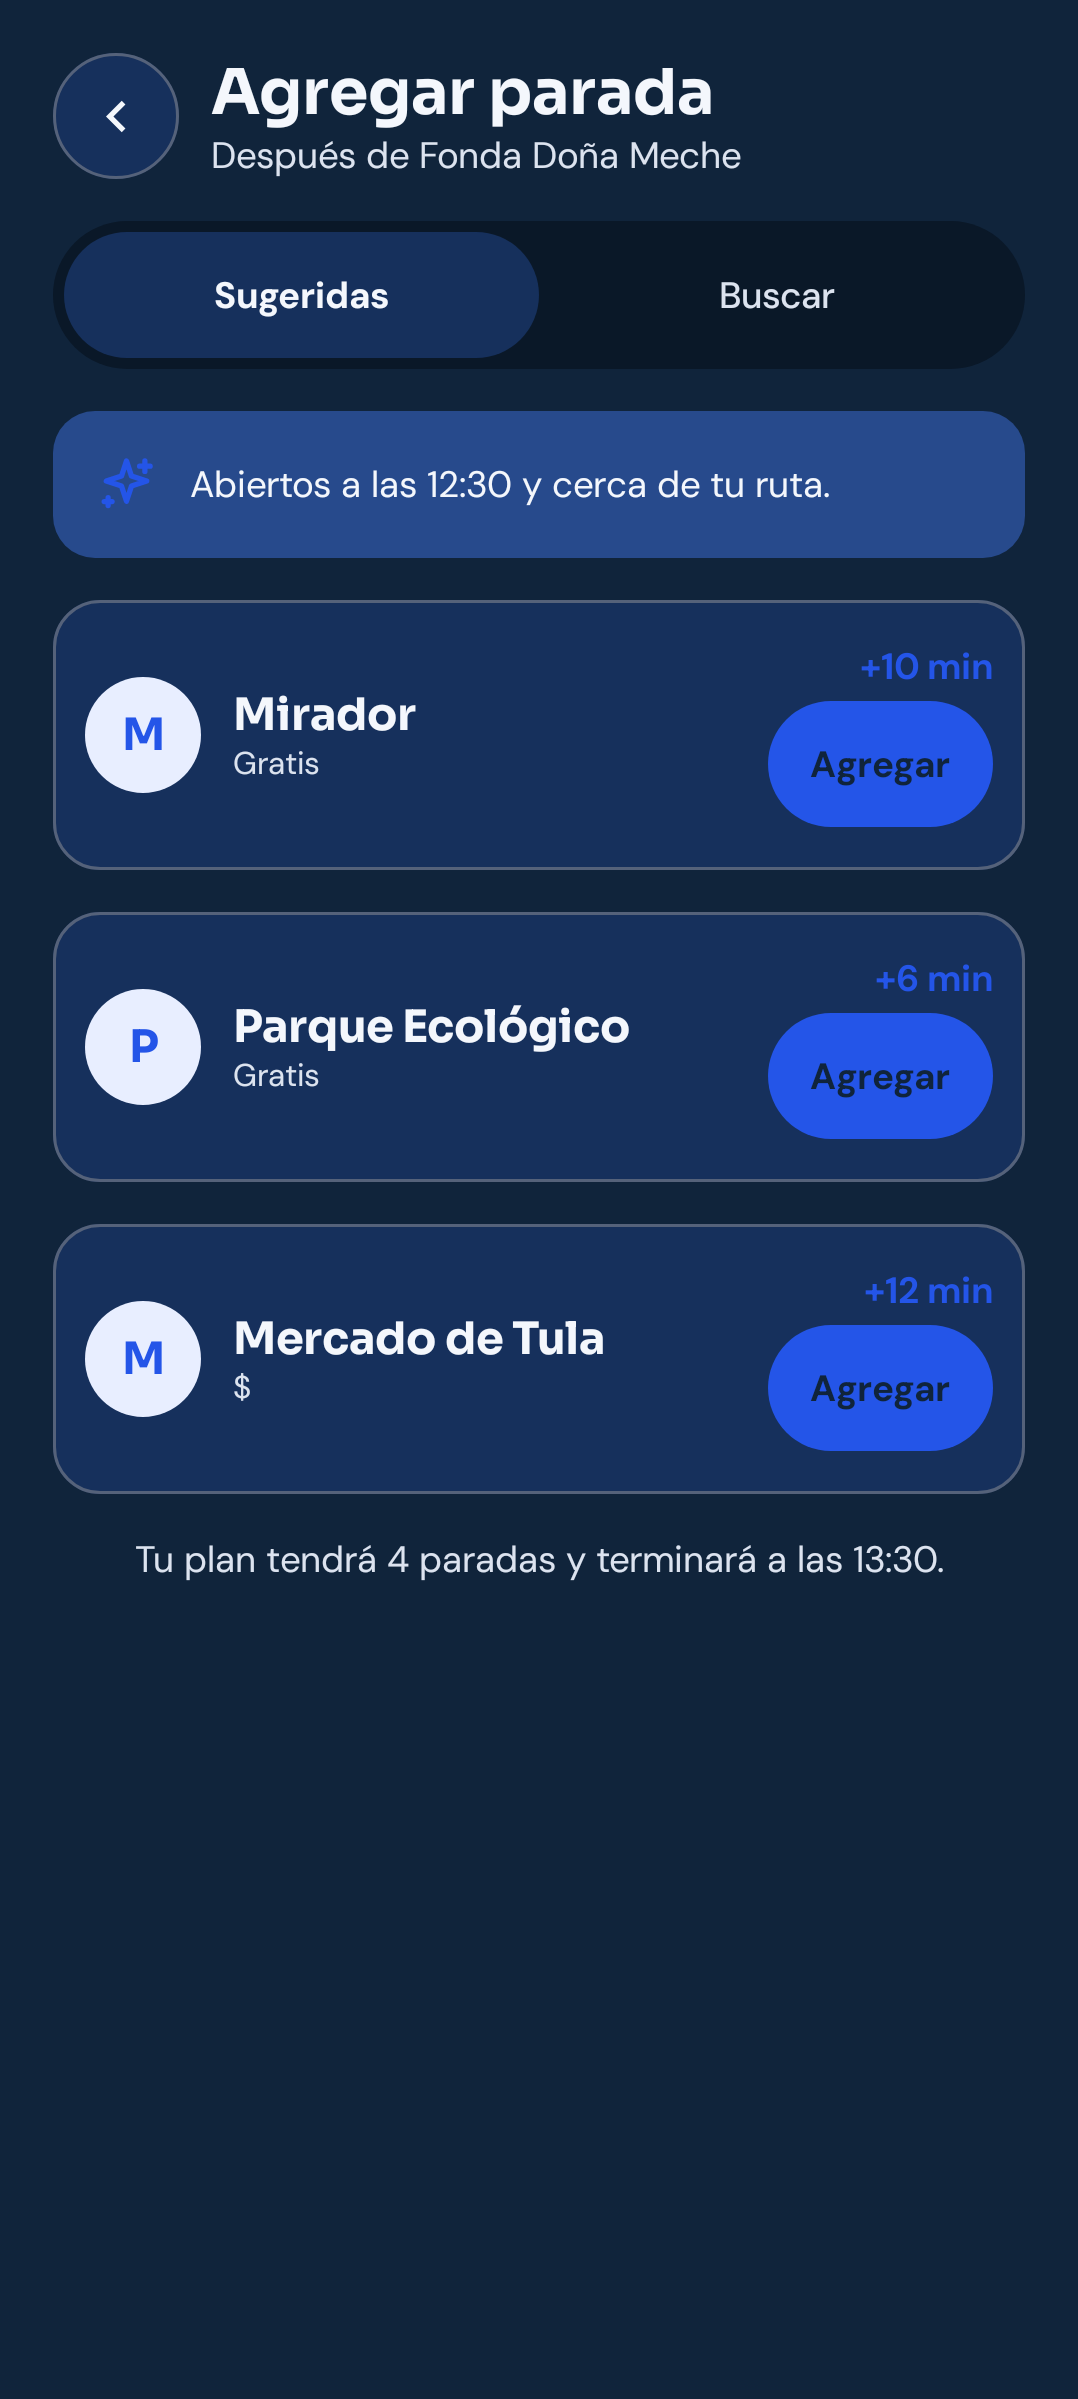 Agregar parada
Después de Fonda Doña Meche
Sugeridas
Buscar
Abiertos a las 12:30 y cerca de tu ruta.
+10 min
M
Mirador
Gratis
Agregar
+6 min
P
Parque Ecológico
Gratis
Agregar
+12 min
M
Mercado de Tula
$
Agregar
Tu plan tendrá 4 paradas y terminará a las 13:30.